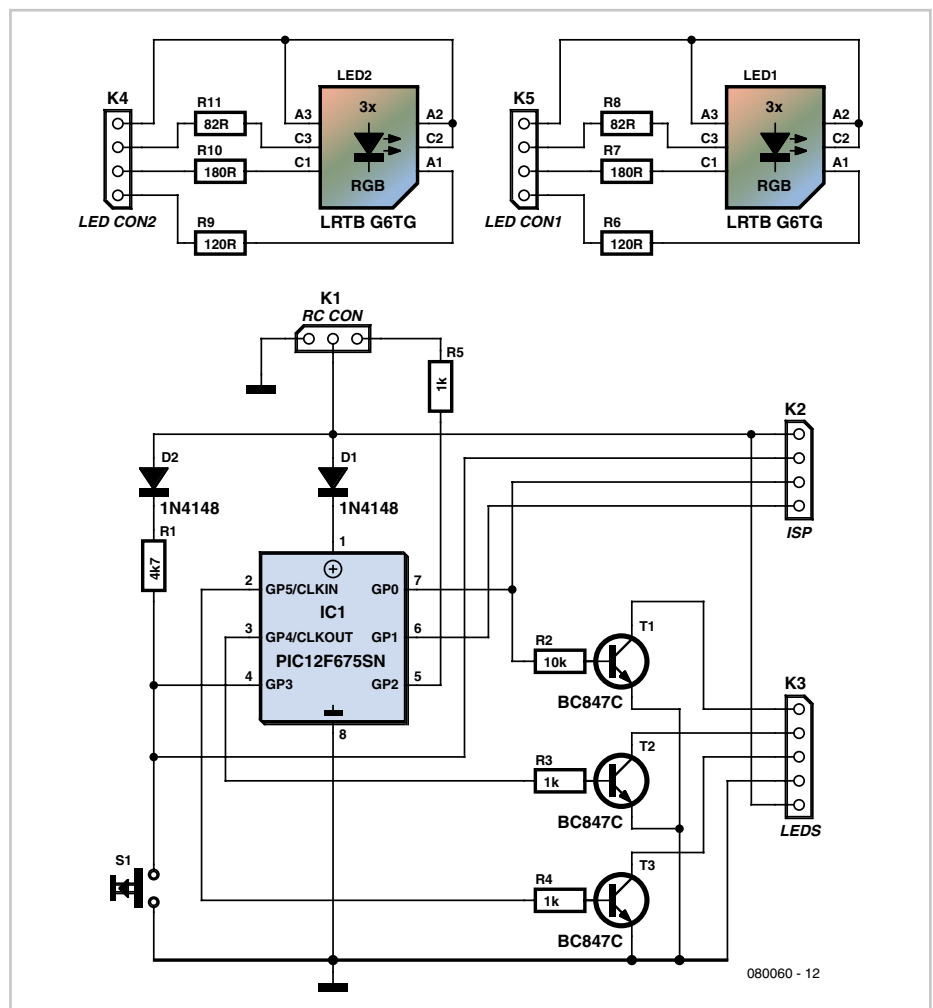 LED2
LED1
K4
R11
82R
R10
180R
R9
120R
A3
C3
C1
3x
RGB
A2
C2
A1
LED CON2
LRTB G6TG
K5
R8
82R
R7
180R
R6
120R
A3
C3
C1
3x
RGB
A2
C2
A1
LED CON1
LRTB G6TG
K1
RC CON
R5
1k
K2
ISP
D2
1N4148
D1
1N4148
R1
4k7
1
2
GP5/CLKIN
GP0
7
IC1
3
GP4/CLKOUT
GP1
6
PIC12F675SN
4
GP3
GP2
5
8
R2
10k
T1
BC847C
K3
LEDS
R3
1k
T2
BC847C
S1
R4
1k
T3
BC847C
080060 - 12